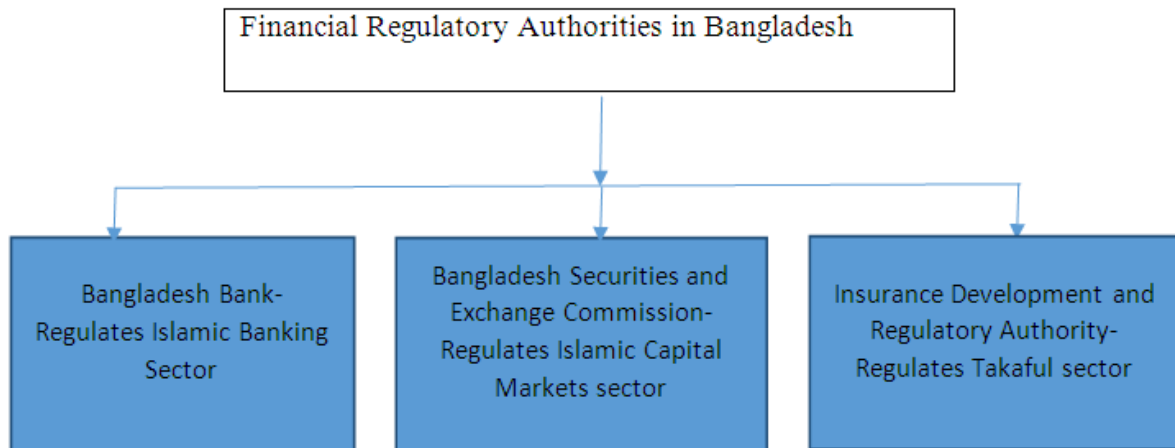 Financial Regulatory Authorities in Bangladesh
Bangladesh Bank-
Regulates Islamic Banking
Sector
Bangladesh Securities and
Exchange Commission-
Regulates Islamic Capital
Markets sector
Insurance Development and
Regulatory Authority-
Regulates Takaful sector